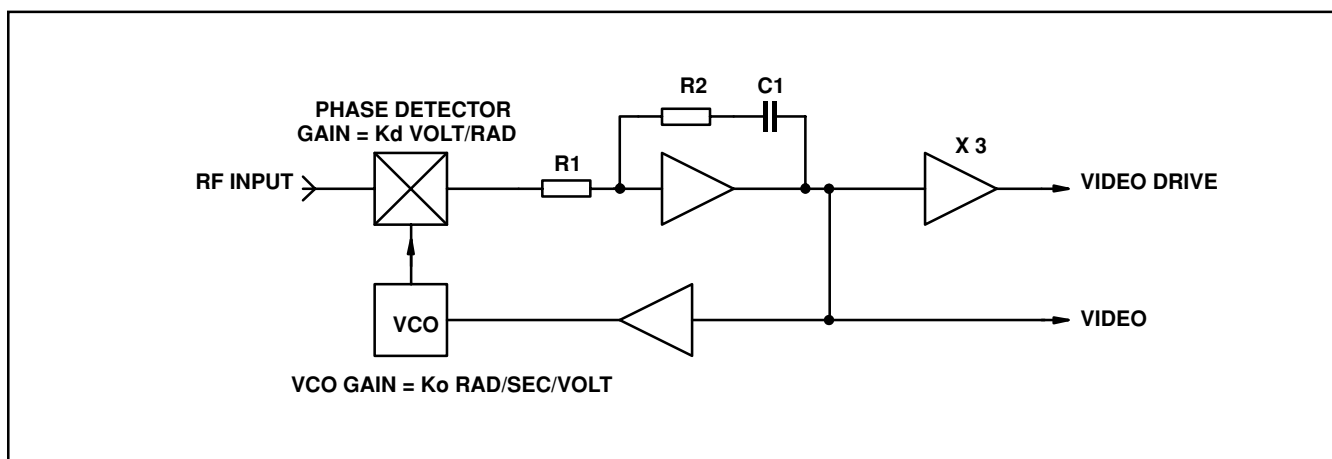 R2
C1
PHASE DETECTOR
GAIN = Kd VOLT/RAD
X 3
R1
RF INPUT
VIDEO DRIVE
VCO
VIDEO
VCO GAIN = Ko RAD/SEC/VOLT